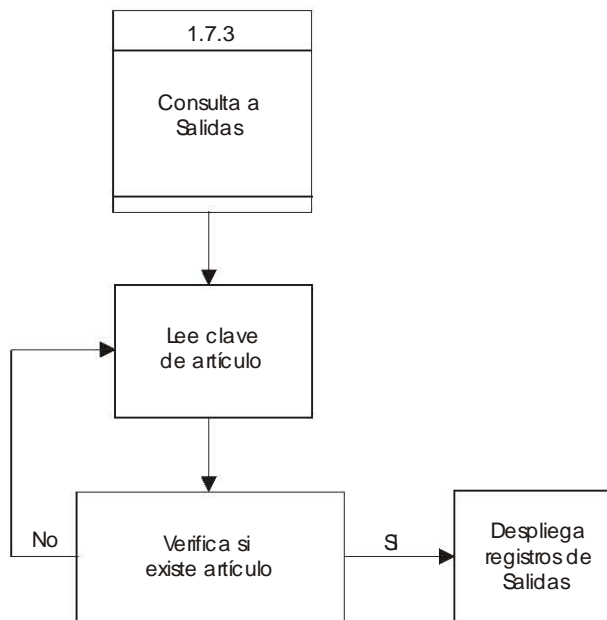 1.7.3
Consulta a
Salidas
Lee clave
de artículo
No
Verifica si
existe artículo
Si
Despliega
registros de
Salidas